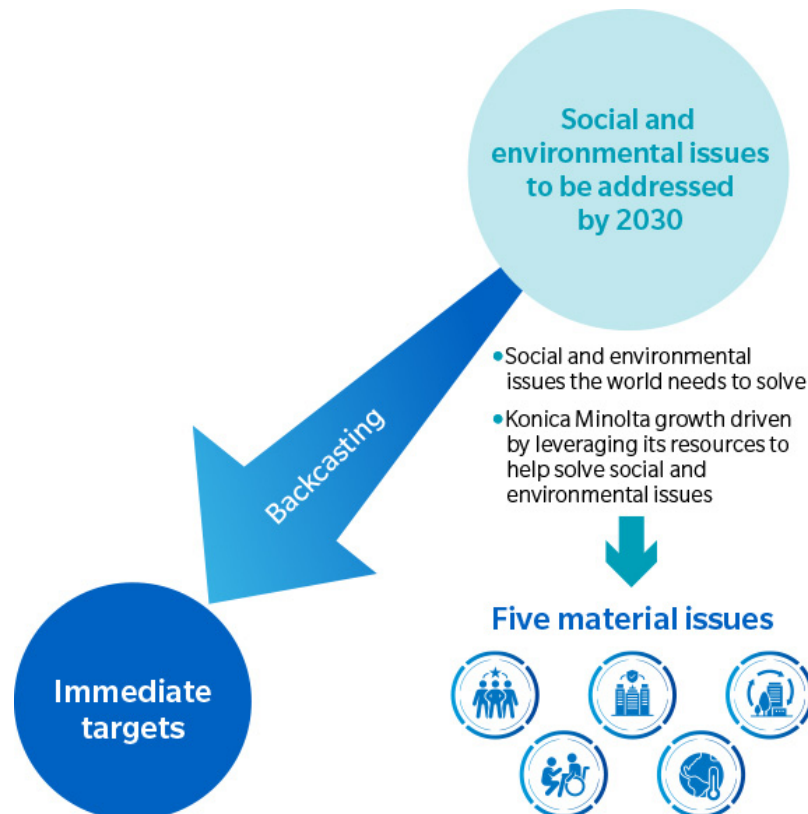 Social and
environmental issues
to be addressed
by 2030
•Social and environmental
issues the world needs to solve
•Konica Minolta growth driven
by leveraging its resources to
help solve social and
environmental issues
Backcasting
Five material issues
Immediate
targets